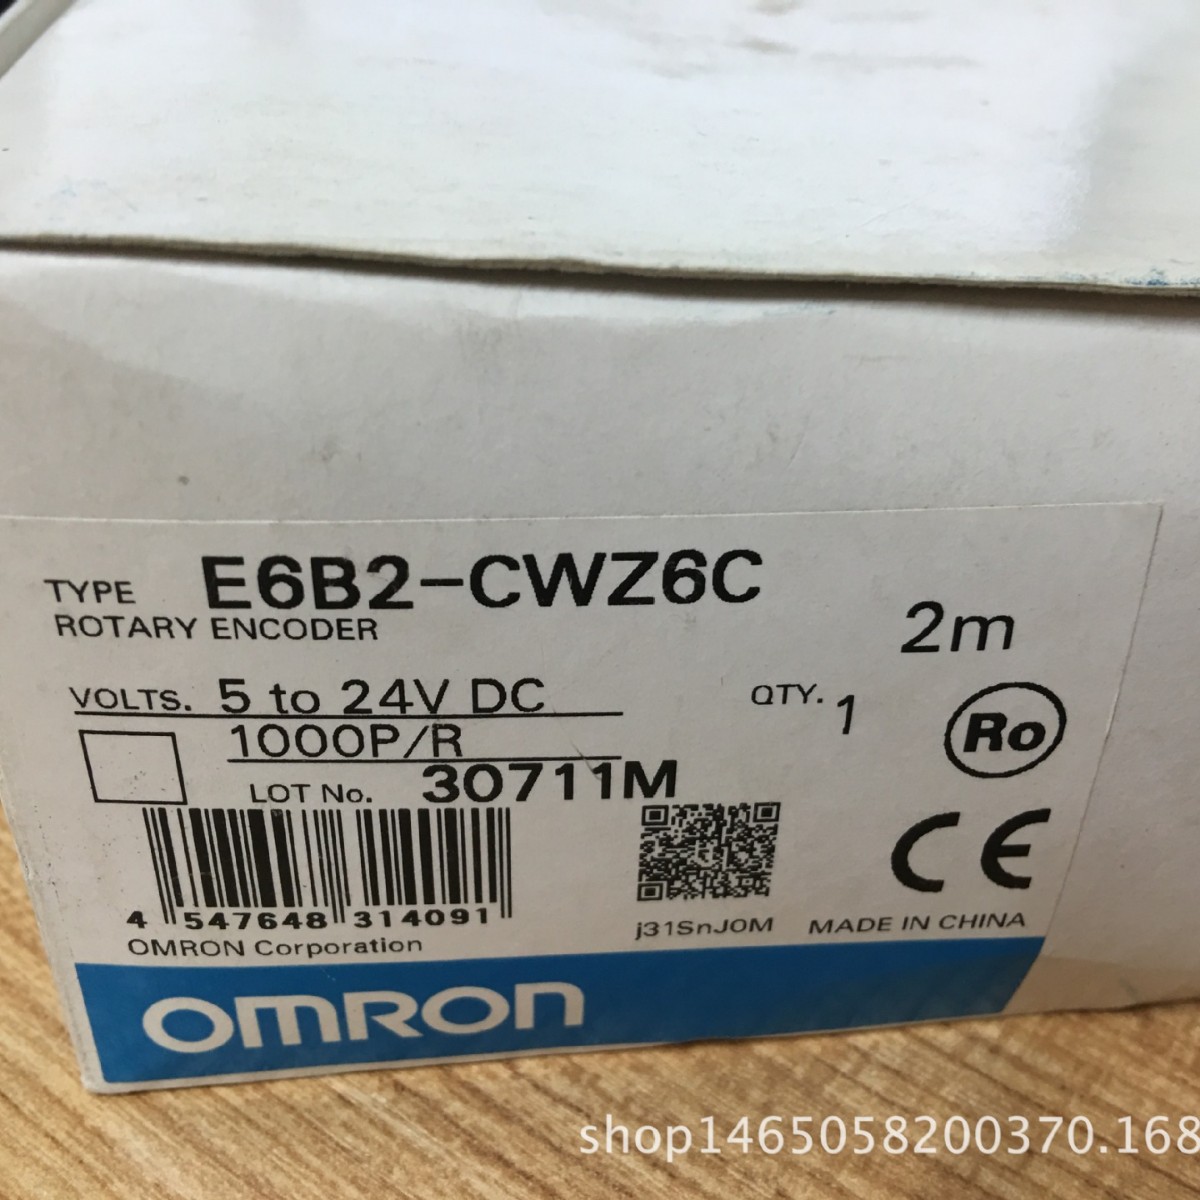 TYPE E6B2-CWZ6C
ROTARY ENCODER
2m
VOLTS. 5 to 24V DC
QTY. 1
1000P/R
Ro
LOT No. 30711M
CE
4 547648 314091
j31SnJ0M
MADE IN CHINA
OMRON Corporation
OMRON
shop1465058200370.168